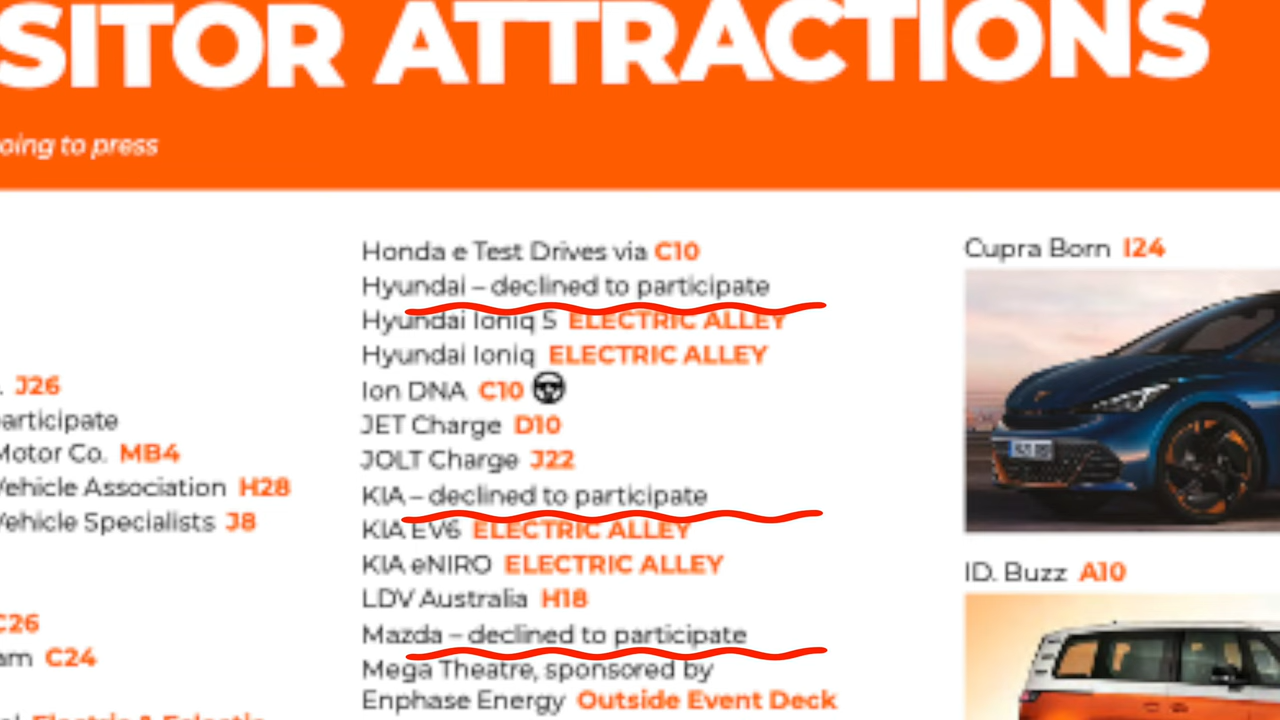 SITOR ATTRACTIONS
oing to press
J26
articipate
Motor Co. MB4
Vehicle Association H28
Vehicle Specialists J8
C26
am C24
Electric & Eclectic
Honda e Test Drives via C10
Hyundai – declined to participate
Hyundai Ioniq 5 ELECTRIC ALLEY
Hyundai Ioniq ELECTRIC ALLEY
Ion DNA C10
JET Charge D10
JOLT Charge J22
KIA – declined to participate
KIA EV6 ELECTRIC ALLEY
KIA eNIRO ELECTRIC ALLEY
LDV Australia H18
Mazda – declined to participate
Mega Theatre, sponsored by
Enphase Energy Outside Event Deck
Cupra Born I24
ID. Buzz A10